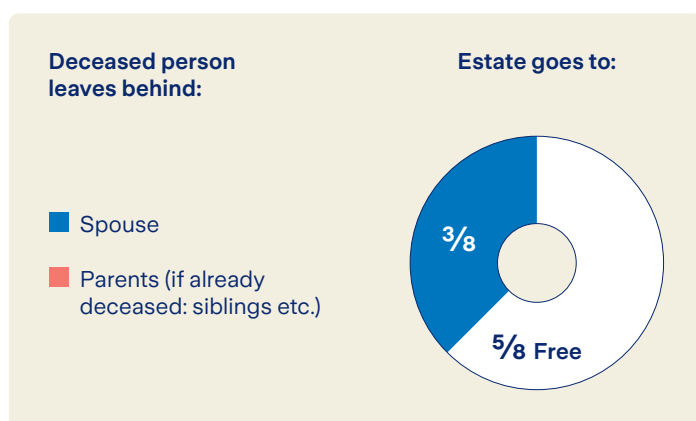 Deceased person
leaves behind:
Estate goes to:
Spouse
Parents (if already
deceased: siblings etc.)
⅜
⅝ Free